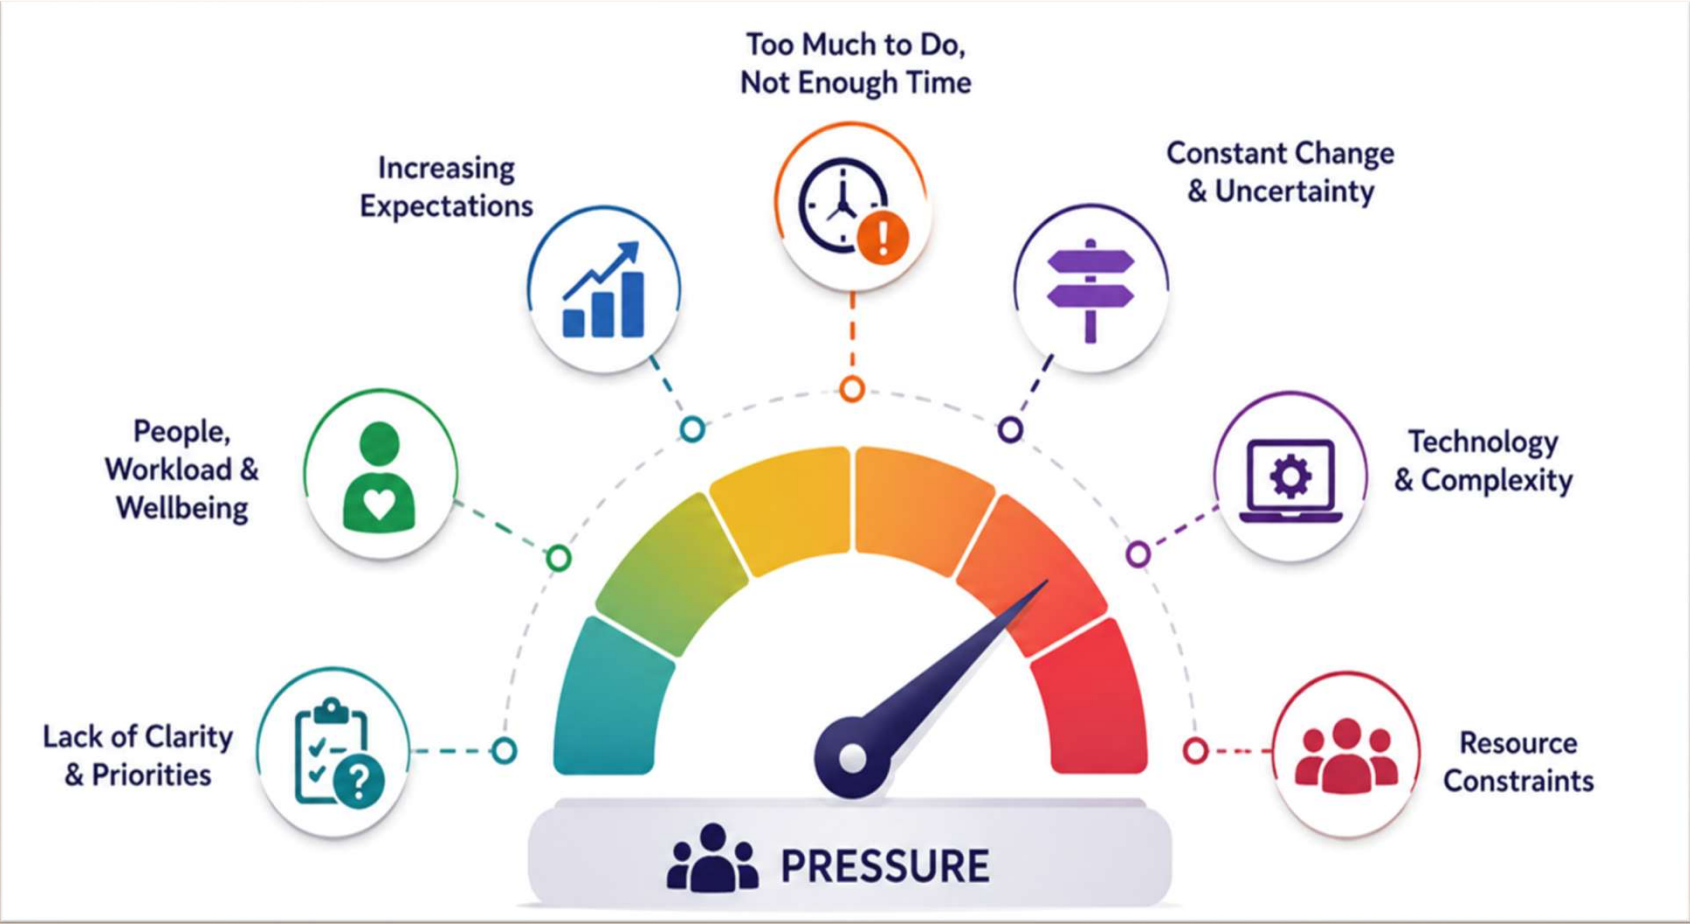 Too Much to Do,
Not Enough Time
Increasing
Expectations
Constant Change
& Uncertainty
People,
Workload &
Wellbeing
Technology
& Complexity
Lack of Clarity
& Priorities
Resource
Constraints
PRESSURE